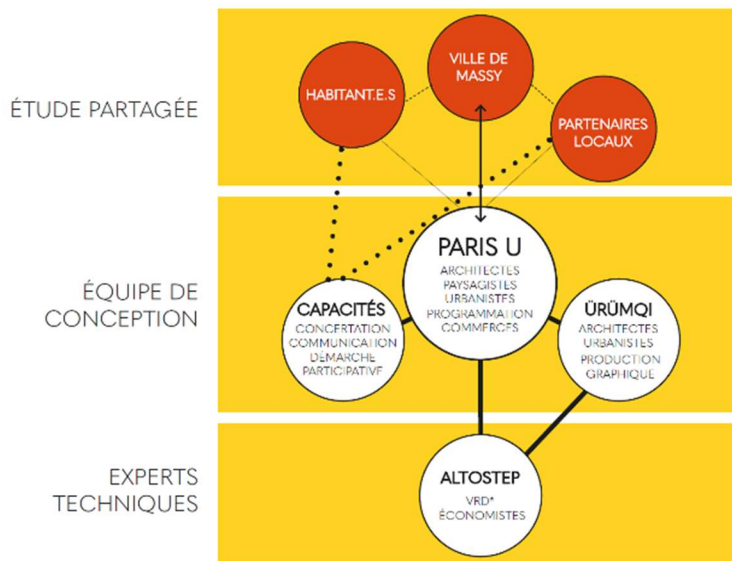 ÉTUDE PARTAGÉE
HABITANT.E.S
VILLE DE
MASSY
PARTENAIRES
LOCAUX
ÉQUIPE DE
CONCEPTION
CAPACITÉS
CONCERTATION
COMMUNICATION
DÉMARCHE
PARTICIPATIVE
PARIS U
ARCHITECTES
PAYSAGISTES
URBANISTES
PROGRAMMATION
COMMERCES
ÜRÜMQI
ARCHITECTES
URBANISTES
PRODUCTION
GRAPHIQUE
EXPERTS
TECHNIQUES
ALTOSTEP
VRD*
ÉCONOMISTES